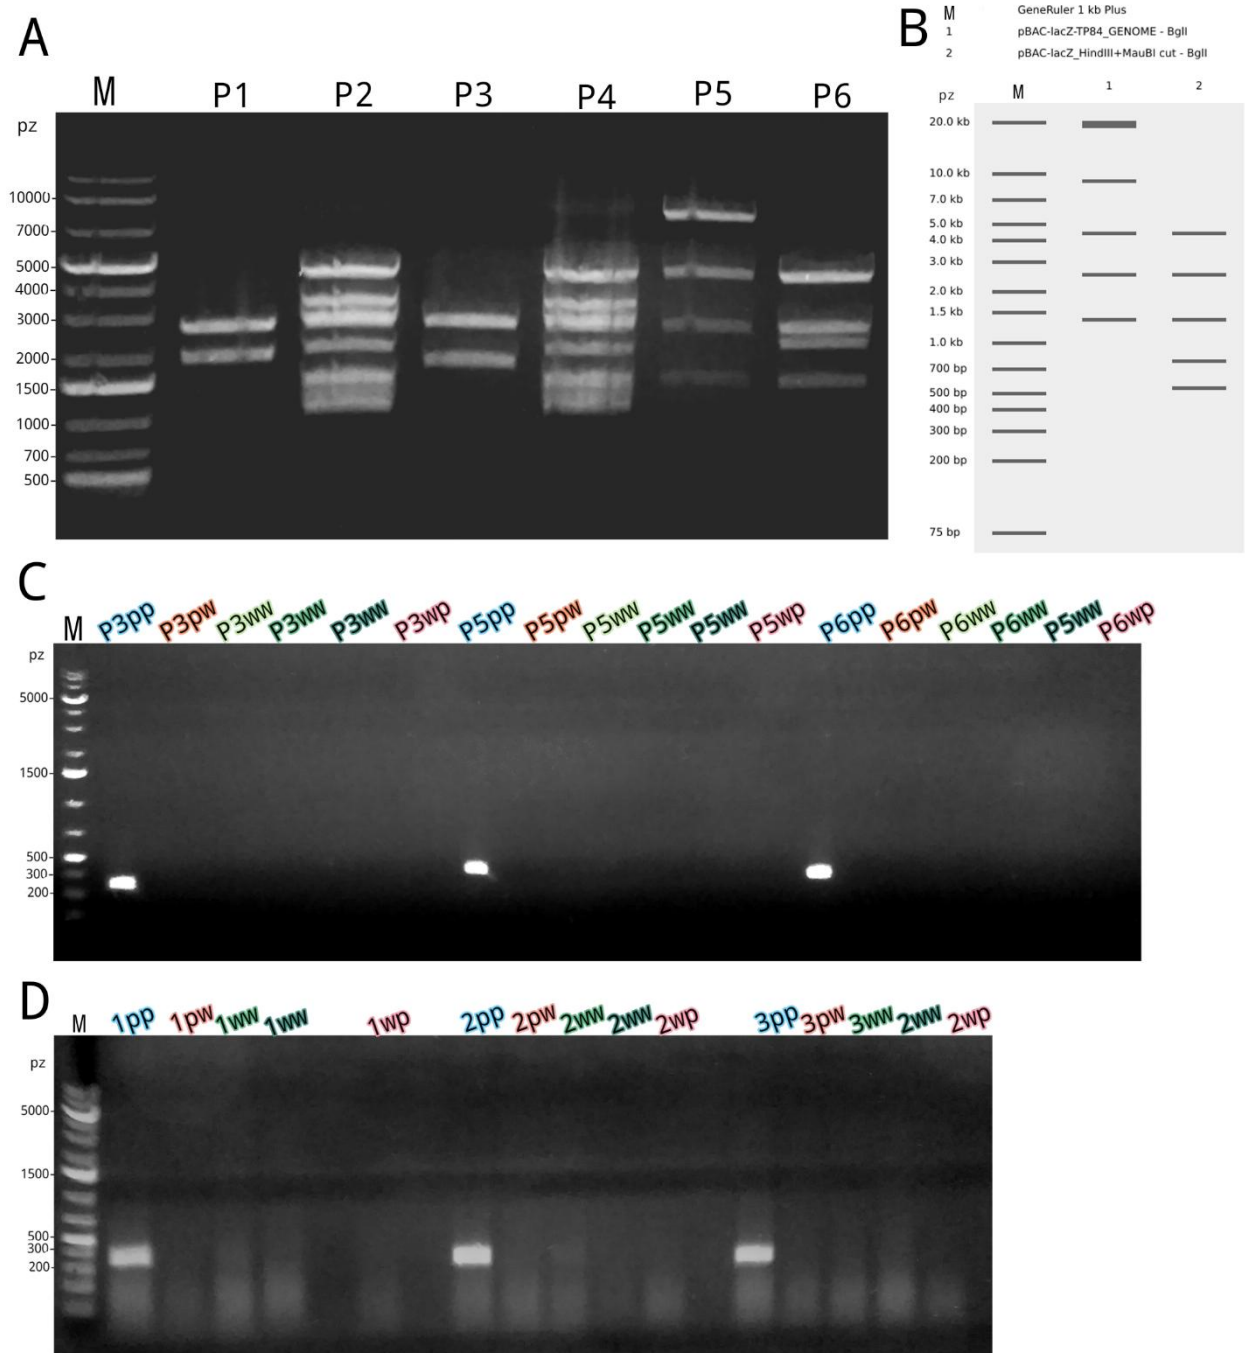 A
M P1 P2 P3 P4 P5 P6
pz
10000
7000
5000
4000
3000
2000
1500
1000
700
500
B
M GeneRuler 1 kb Plus
1 pBAC-lacZ-TP84_GENOME - BglI
2 pBAC-lacZ_HindIII+MauBI cut - BglI
pz M 1 2
20.0 kb
10.0 kb
7.0 kb
5.0 kb
4.0 kb
3.0 kb
2.0 kb
1.5 kb
1.0 kb
700 bp
500 bp
400 bp
300 bp
200 bp
75 bp
C
M P3pp P3pw P3ww P3ww P3ww P3wp P5pp P5pw P5ww P5ww P5ww P5wp P6pp P6pw P6ww P6ww P5ww P6wp
pz
5000
1500
500
300
200
D
M 1pp 1pw 1ww 1ww 1wp 2pp 2pw 2ww 2ww 2wp 3pp 3pw 3ww 2ww 2wp
pz
5000
1500
500
300
200